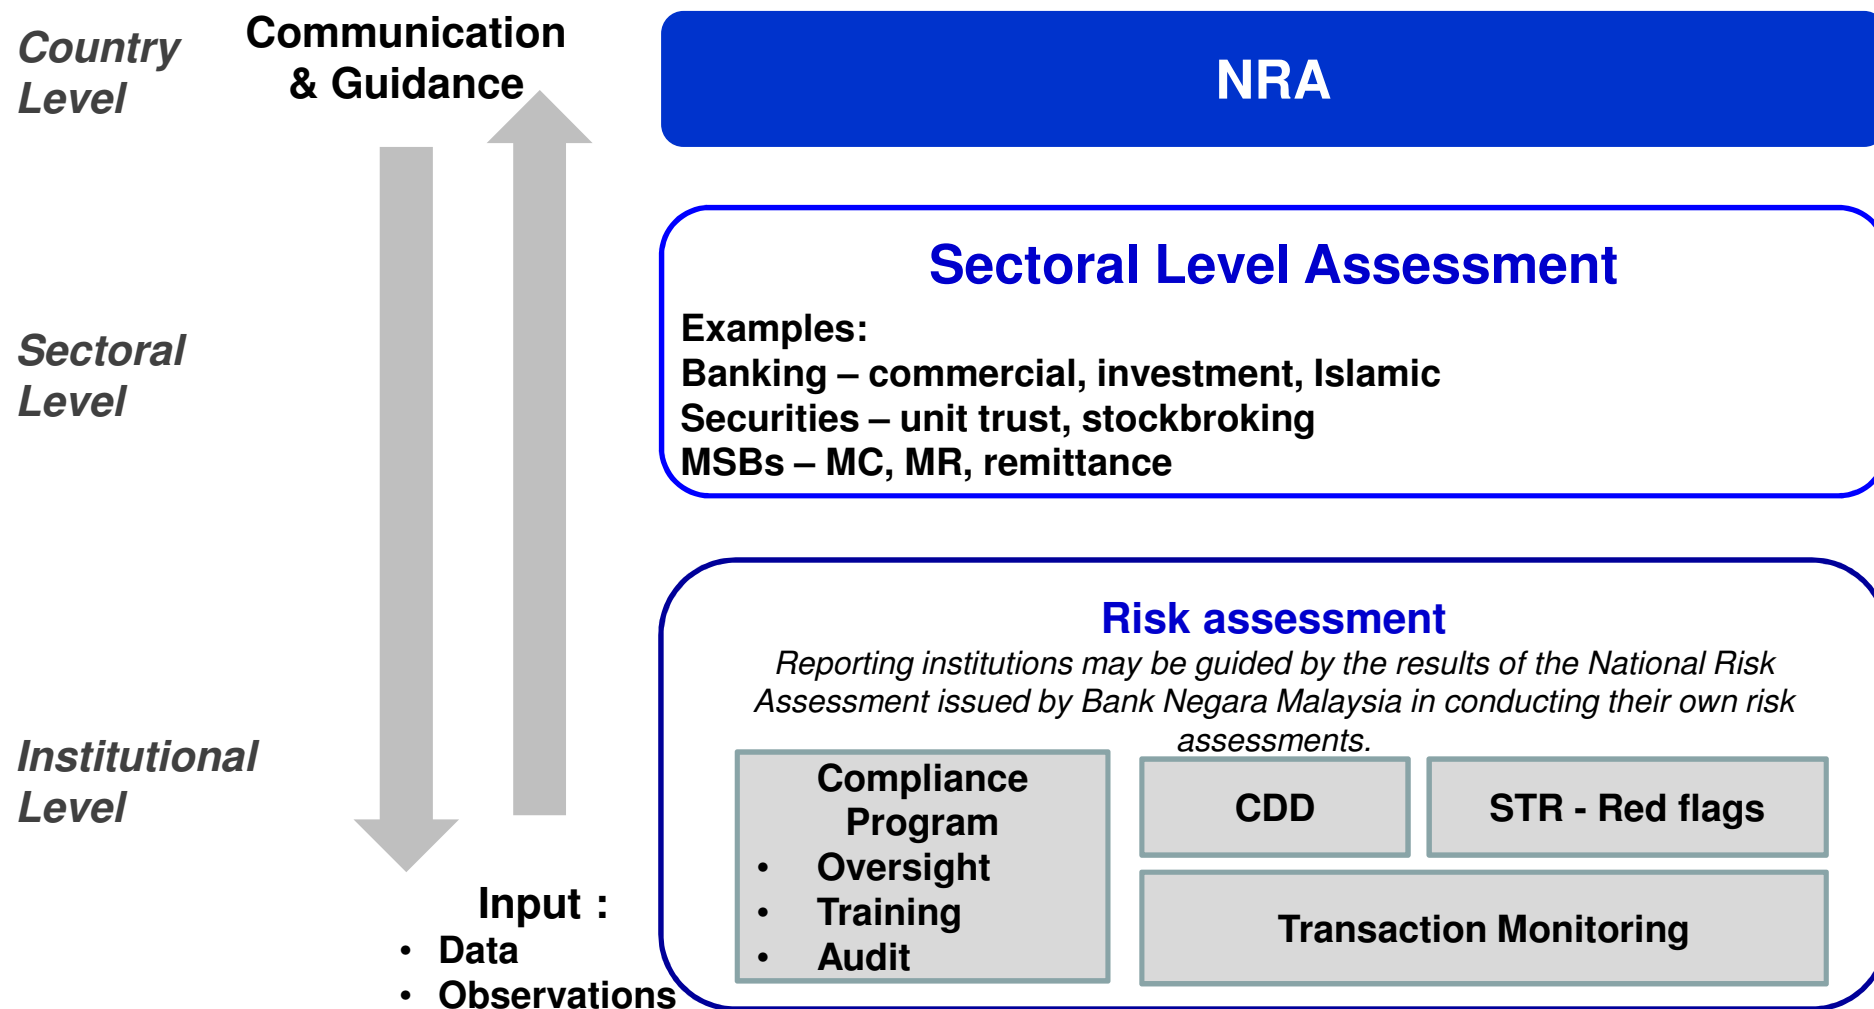 Country
Level
Communication
& Guidance
NRA
Sectoral
Level
Sectoral Level Assessment
Examples:
Banking – commercial, investment, Islamic
Securities – unit trust, stockbroking
MSBs – MC, MR, remittance
Institutional
Level
Risk assessment
Reporting institutions may be guided by the results of the National Risk
Assessment issued by Bank Negara Malaysia in conducting their own risk
assessments.
Compliance
Program
• Oversight
• Training
• Audit
CDD
STR - Red flags
Transaction Monitoring
Input :
• Data
• Observations